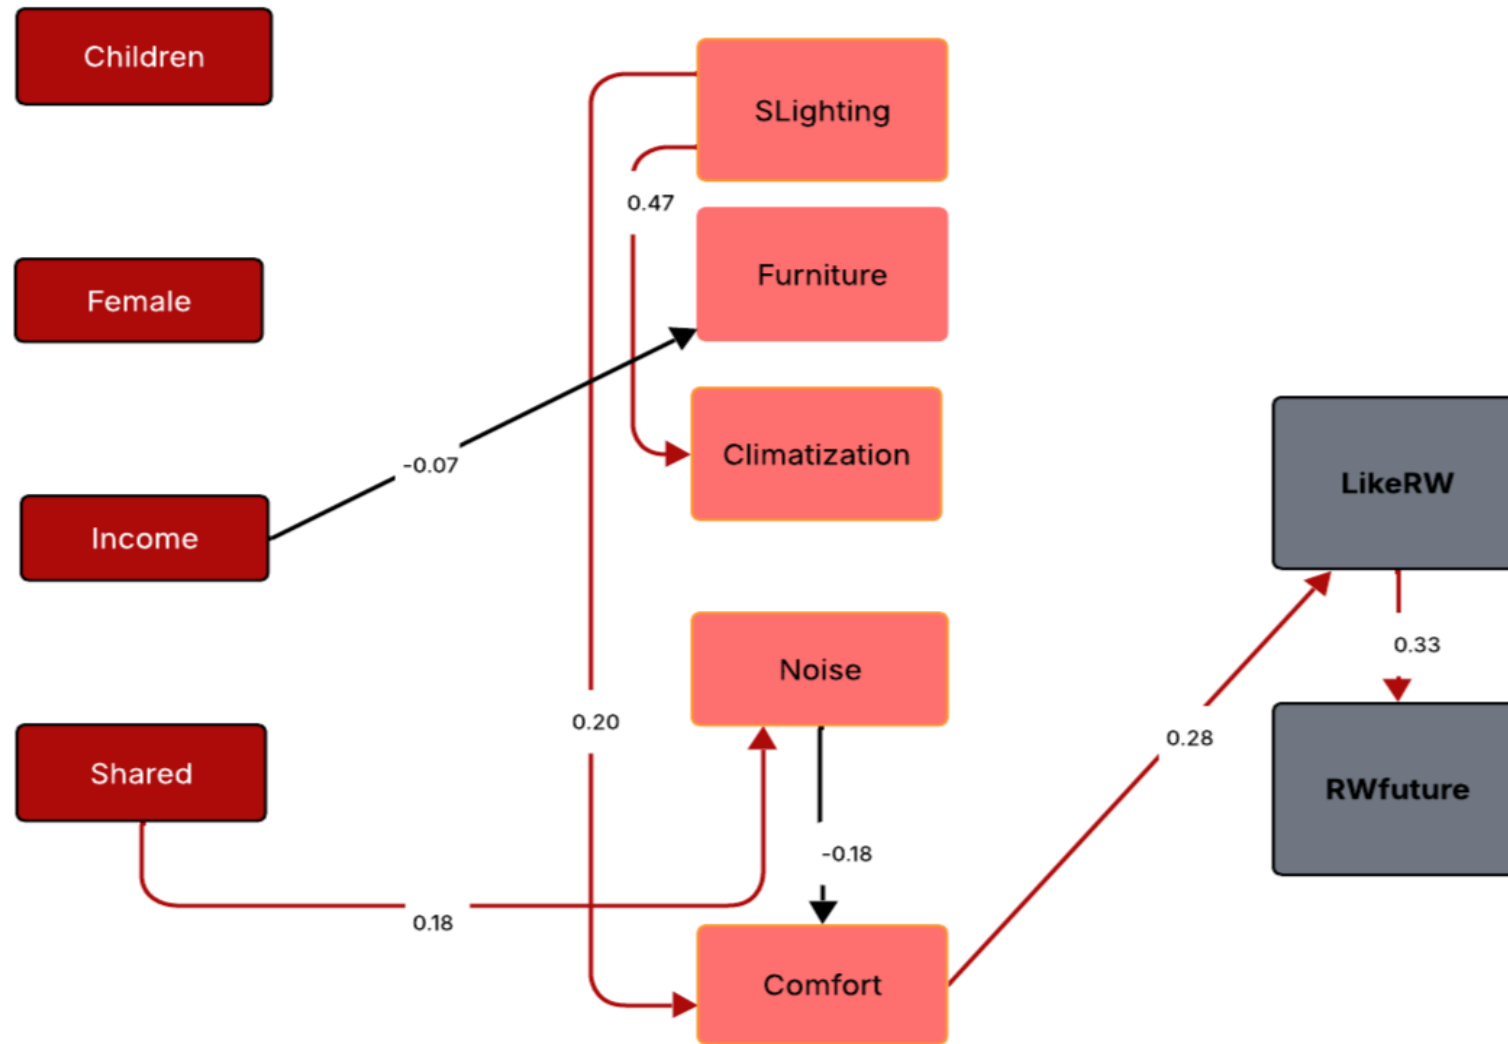 Children
SLighting
0.47
Furniture
Female
-0.07
Climatization
LikeRW
Income
0.33
Noise
0.20
0.28
Shared
RWfuture
-0.18
0.18
Comfort